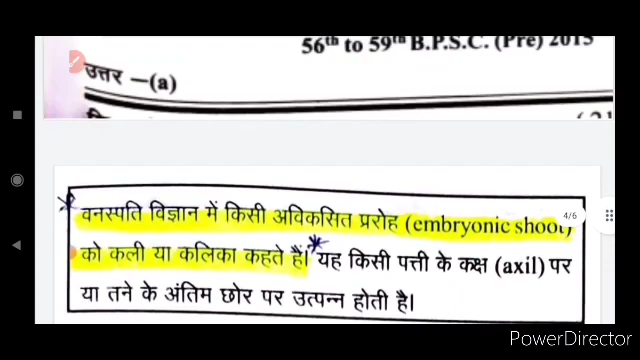 56th to 59th B.P.S.C. (Pre) 2015
उत्तर –(a)
वनस्पति विज्ञान में किसी अविकसित प्ररोह (embryonic shoot)
को कली या कलिका कहते हैं। यह किसी पत्ती के कक्ष (axil) पर
या तने के अंतिम छोर पर उत्पन्न होती है।
4/6
PowerDirector